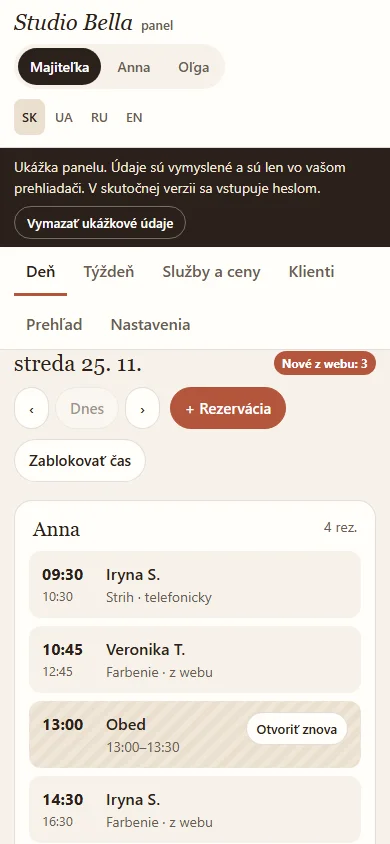 Studio Bella panel
Majiteľka Anna Oľga
SK UA RU EN
Ukážka panelu. Údaje sú vymyslené a sú len vo vašom
prehliadači. V skutočnej verzii sa vstupuje heslom.
Vymazať ukážkové údaje
Deň Týždeň Služby a ceny Klienti
Prehľad Nastavenia
streda 25. 11. Nové z webu: 3
‹ Dnes › + Rezervácia
Zablokovať čas
Anna 4 rez.
09:30 Iryna S.
10:30 Strih · telefonicky
10:45 Veronika T.
12:45 Farbenie · z webu
13:00 Obed Otvoriť znova
13:00–13:30
14:30 Iryna S.
16:30 Farbenie · z webu